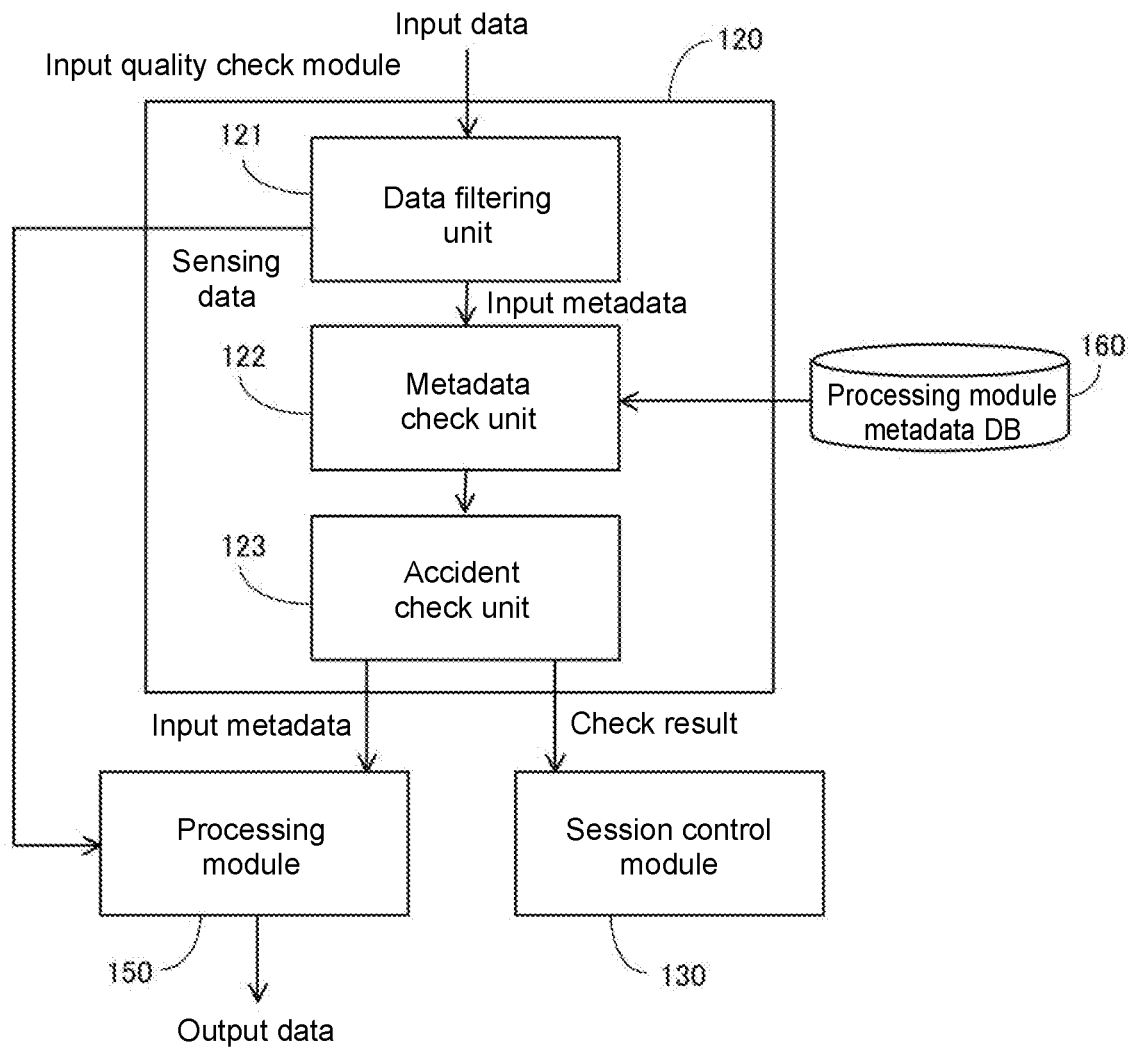 Input data
120
Input quality check module
121
Data filtering
unit
Sensing
data
Input metadata
122
Metadata
check unit
160
Processing module
metadata DB
123
Accident
check unit
Input metadata
Check result
Processing
module
Session control
module
150
130
Output data